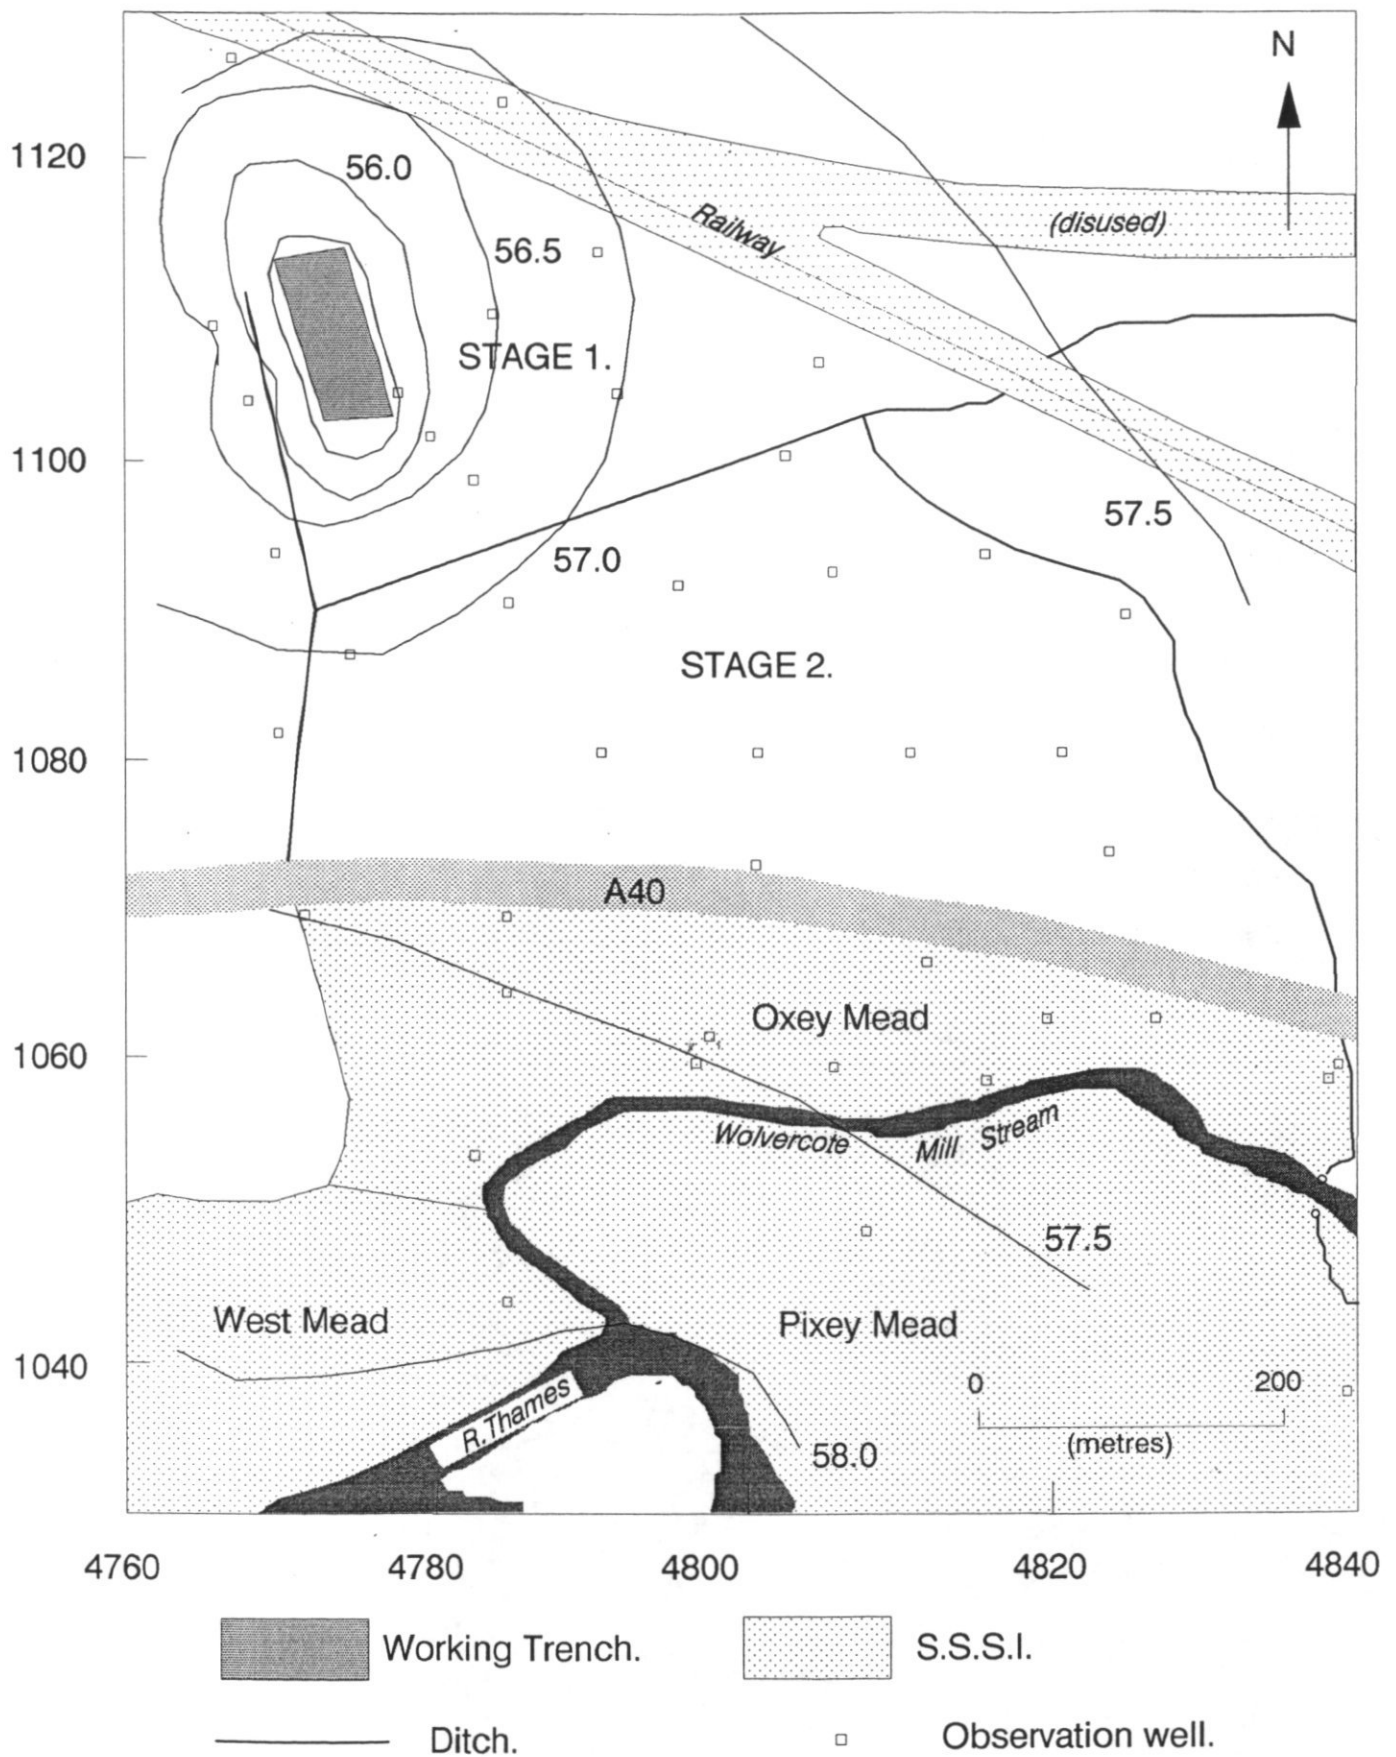 N
1120
56.0
Railway
(disused)
56.5
STAGE 1.
1100
57.5
57.0
STAGE 2.
1080
A40
Oxey Mead
1060
Wolvercote
Mill Stream
57.5
West Mead
Pixey Mead
1040
0
200
R.Thames
(metres)
58.0
4760
4780
4800
4820
4840
Working Trench.
S.S.S.I.
Ditch.
Observation well.